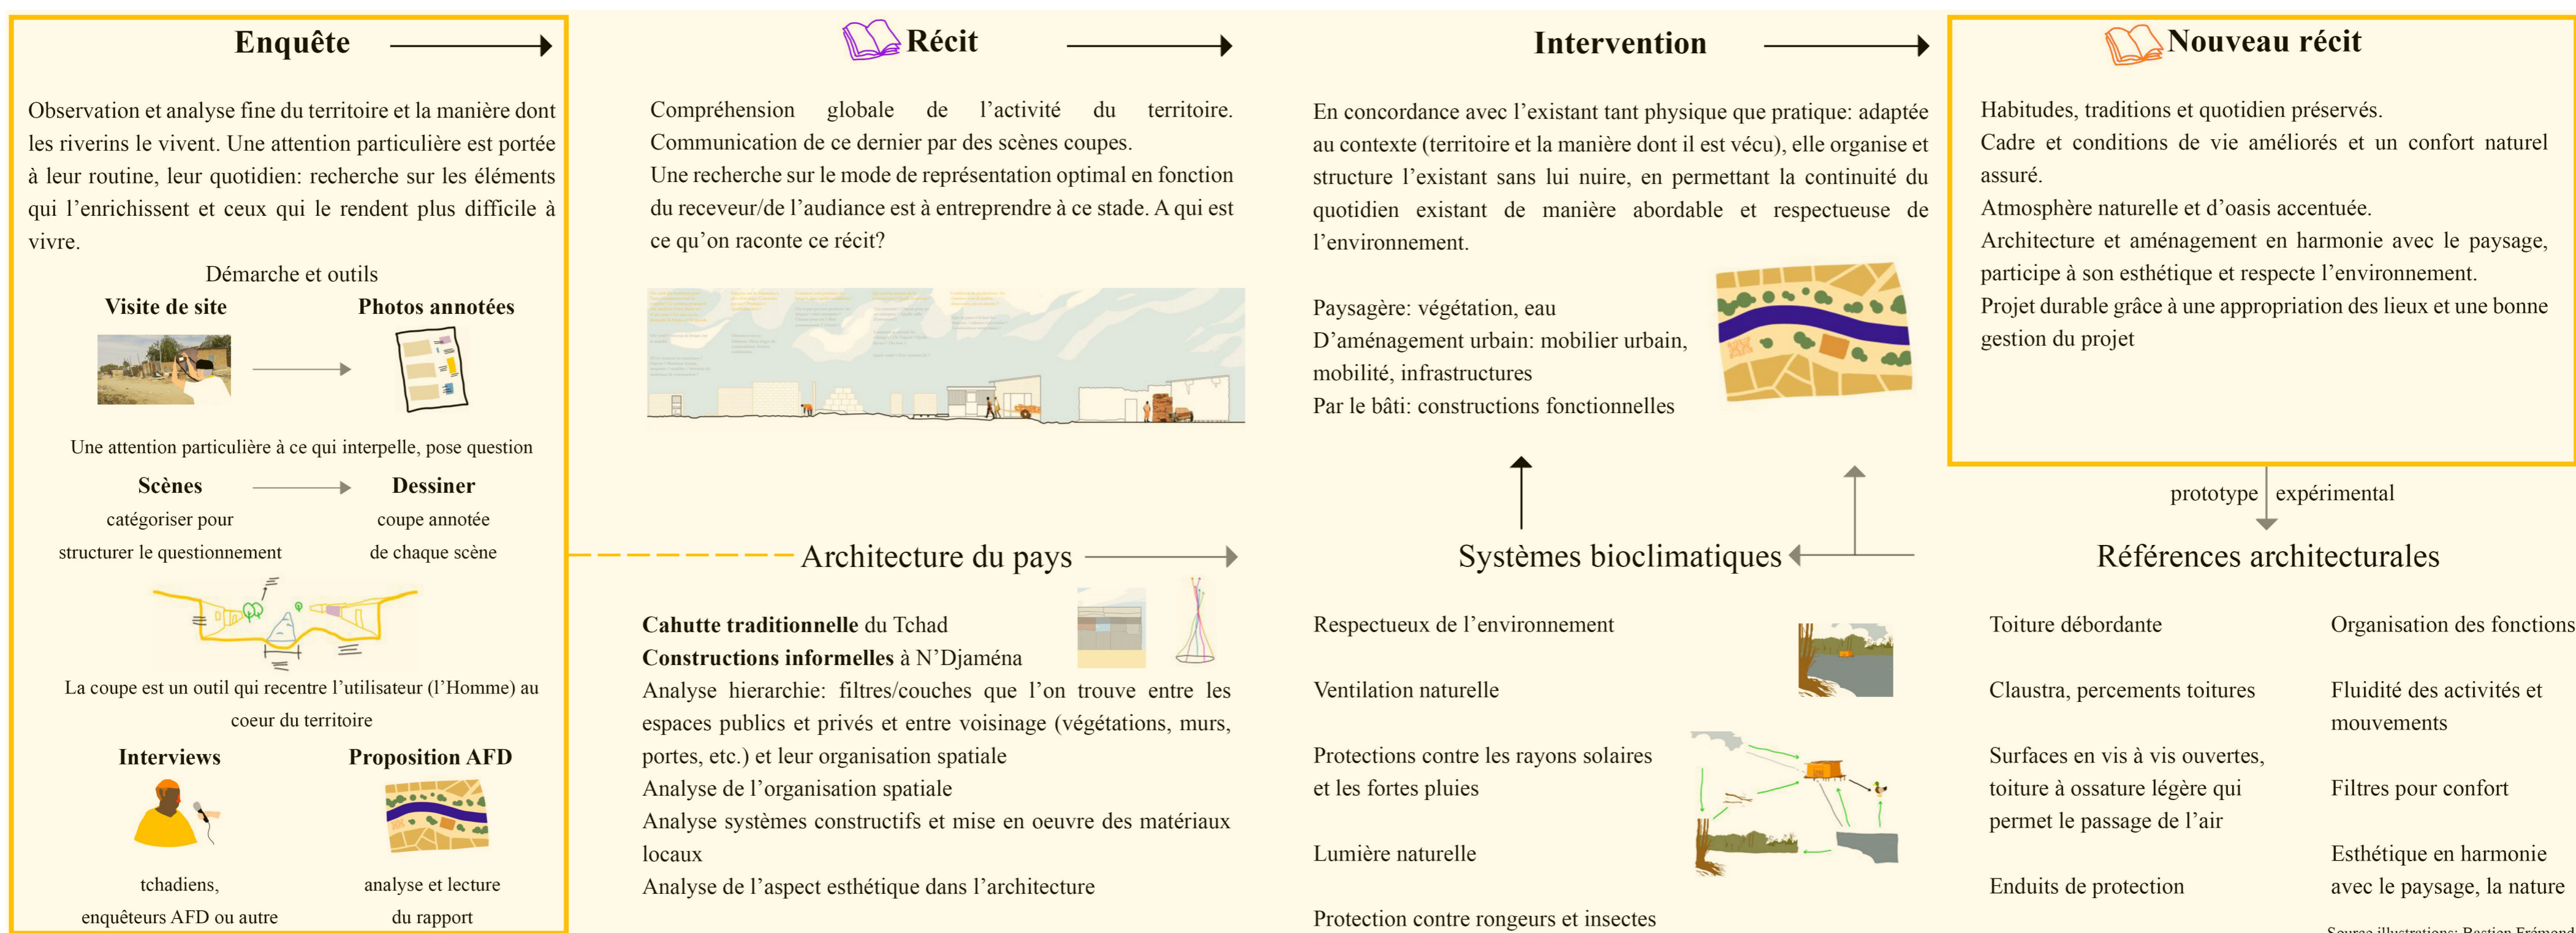 Enquête
Observation et analyse fine du territoire et la manière dont
les riverins le vivent. Une attention particulière est portée
à leur routine, leur quotidien: recherche sur les éléments
qui l'enrichissent et ceux qui le rendent plus difficile à
vivre.
Démarche et outils
Visite de site
Photos annotées
Une attention particulière à ce qui interpelle, pose question
Scènes
catégoriser pour
structurer le questionnement
Dessiner
coupe annotée
de chaque scène
La coupe est un outil qui recentre l'utilisateur (l'Homme) au
coeur du territoire
Interviews
tchadiens,
enquêteurs AFD ou autre
Proposition AFD
analyse et lecture
du rapport
Récit
Compréhension globale de l'activité du territoire.
Communication de ce dernier par des scènes coupes.
Une recherche sur le mode de représentation optimal en fonction
du receveur/de l'audiance est à entreprendre à ce stade. A qui est
ce qu'on raconte ce récit?
Architecture du pays
Cahutte traditionnelle du Tchad
Constructions informelles à N'Djaména
Analyse hierarchie: filtres/couches que l'on trouve entre les
espaces publics et privés et entre voisinage (végétations, murs,
portes, etc.) et leur organisation spatiale
Analyse de l'organisation spatiale
Analyse systèmes constructifs et mise en oeuvre des matériaux
locaux
Analyse de l'aspect esthétique dans l'architecture
Intervention
En concordance avec l'existant tant physique que pratique: adaptée
au contexte (territoire et la manière dont il est vécu), elle organise et
structure l'existant sans lui nuire, en permettant la continuité du
quotidien existant de manière abordable et respectueuse de
l'environnement.
Paysagère: végétation, eau
D'aménagement urbain: mobilier urbain,
mobilité, infrastructures
Par le bâti: constructions fonctionnelles
Systèmes bioclimatiques
Respectueux de l'environnement
Ventilation naturelle
Protections contre les rayons solaires
et les fortes pluies
Lumière naturelle
Protection contre rongeurs et insectes
Nouveau récit
Habitudes, traditions et quotidien préservés.
Cadre et conditions de vie améliorés et un confort naturel
assuré.
Atmosphère naturelle et d'oasis accentuée.
Architecture et aménagement en harmonie avec le paysage,
participe à son esthétique et respecte l'environnement.
Projet durable grâce à une appropriation des lieux et une bonne
gestion du projet
prototype expérimental
Références architecturales
Toiture débordante
Claustra, percements toitures
Surfaces en vis à vis ouvertes,
toiture à ossature légère qui
permet le passage de l'air
Enduits de protection
Organisation des fonctions
Fluidité des activités et
mouvements
Filtres pour confort
Esthétique en harmonie
avec le paysage, la nature
Source illustrations: Bastien Frémond